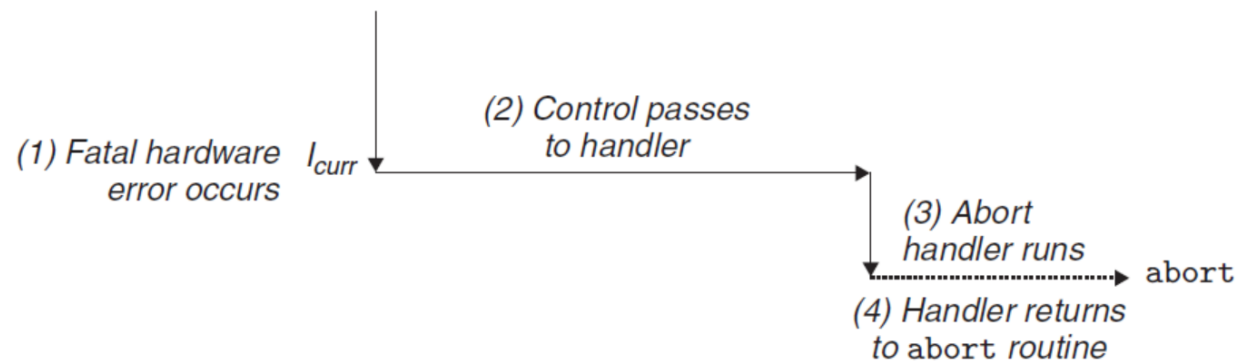 (1) Fatal hardware
error occurs
I_curr
(2) Control passes
to handler
(3) Abort
handler runs
abort
(4) Handler returns
to abort routine